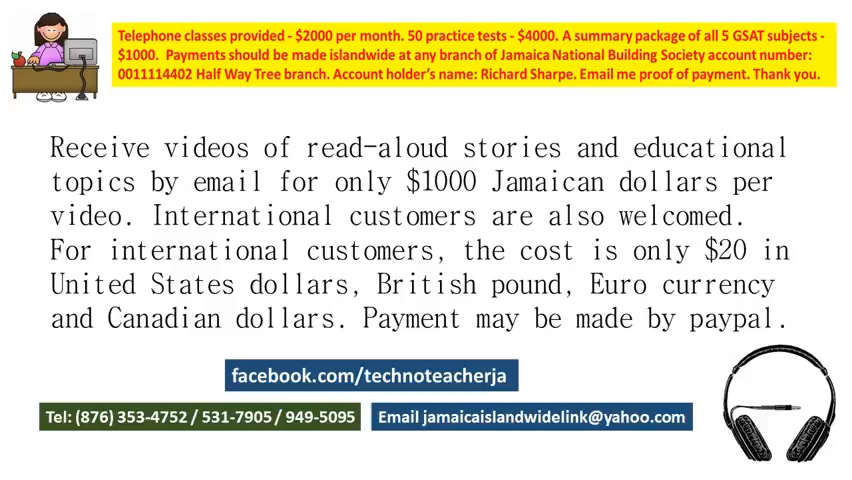 Telephone classes provided - $2000 per month. 50 practice tests - $4000. A summary package of all 5 GSAT subjects -
$1000. Payments should be made islandwide at any branch of Jamaica National Building Society account number:
0011114402 Half Way Tree branch. Account holder's name: Richard Sharpe. Email me proof of payment. Thank you.
Receive videos of read-aloud stories and educational
topics by email for only $1000 Jamaican dollars per
video. International customers are also welcomed.
For international customers, the cost is only $20 in
United States dollars, British pound, Euro currency
and Canadian dollars. Payment may be made by paypal.
facebook.com/technoteacherja
Tel: (876) 353-4752 / 531-7905 / 949-5095
Email jamaicaislandwidelink@yahoo.com